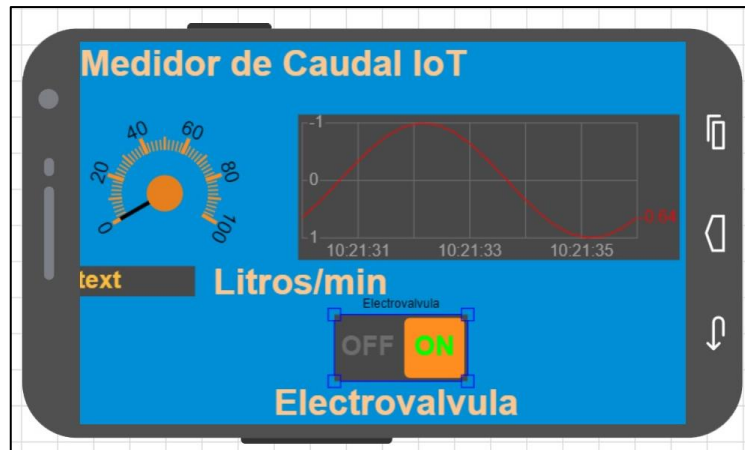 Medidor de Caudal IoT
0
20
40
60
80
100
-1
0
1
-0.64
10:21:31 10:21:33 10:21:35
text
Litros/min
Electrovalvula
OFF ON
Electrovalvula